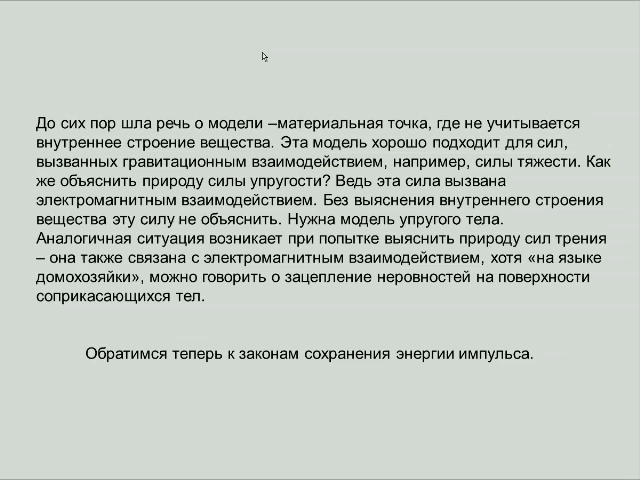 До сих пор шла речь о модели –материальная точка, где не учитывается
внутреннее строение вещества. Эта модель хорошо подходит для сил,
вызванных гравитационным взаимодействием, например, силы тяжести. Как
же объяснить природу силы упругости? Ведь эта сила вызвана
электромагнитным взаимодействием. Без выяснения внутреннего строения
вещества эту силу не объяснить. Нужна модель упругого тела.
Аналогичная ситуация возникает при попытке выяснить природу сил трения
– она также связана с электромагнитным взаимодействием, хотя «на языке
домохозяйки», можно говорить о зацепление неровностей на поверхности
соприкасающихся тел.
Обратимся теперь к законам сохранения энергии импульса.